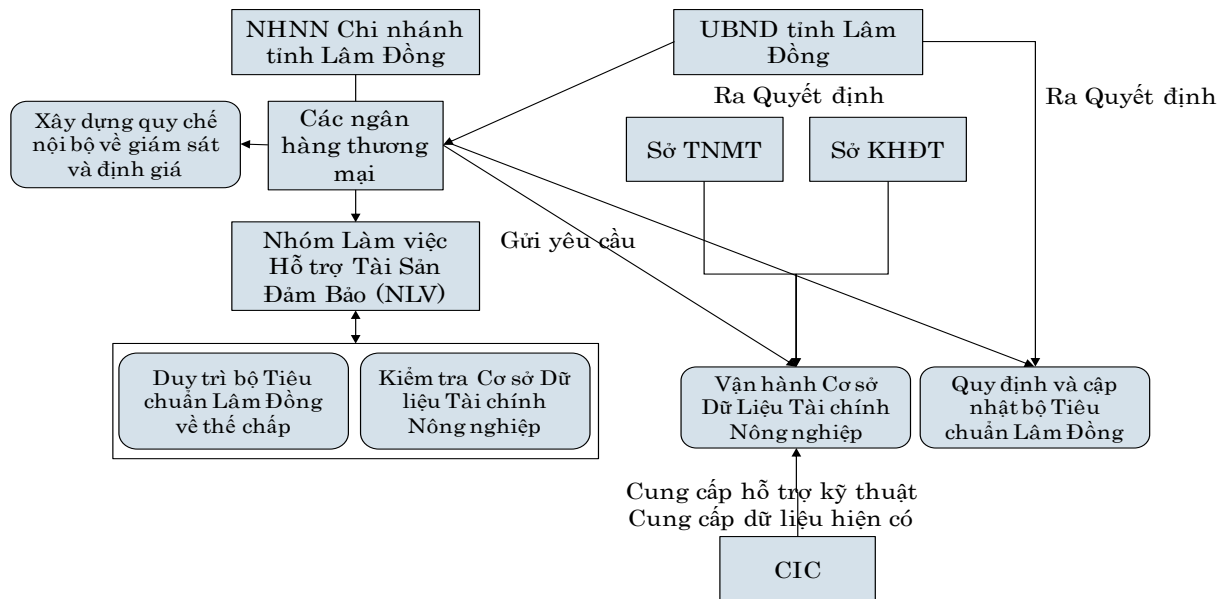 NHNN Chi nhánh
tỉnh Lâm Đồng
UBND tỉnh Lâm
Đồng
Ra Quyết định
Ra Quyết định
Xây dựng quy chế
nội bộ về giám sát
và định giá
Các ngân
hàng thương
mại
Sở TNMT
Sở KHĐT
Nhóm Làm việc
Hỗ trợ Tài Sản
Đảm Bảo (NLV)
Gửi yêu cầu
Duy trì bộ Tiêu
chuẩn Lâm Đồng
về thế chấp
Kiểm tra Cơ sở Dữ
liệu Tài chính
Nông nghiệp
Vận hành Cơ sở
Dữ Liệu Tài chính
Nông nghiệp
Quy định và cập
nhật bộ Tiêu
chuẩn Lâm Đồng
Cung cấp hỗ trợ kỹ thuật
Cung cấp dữ liệu hiện có
CIC